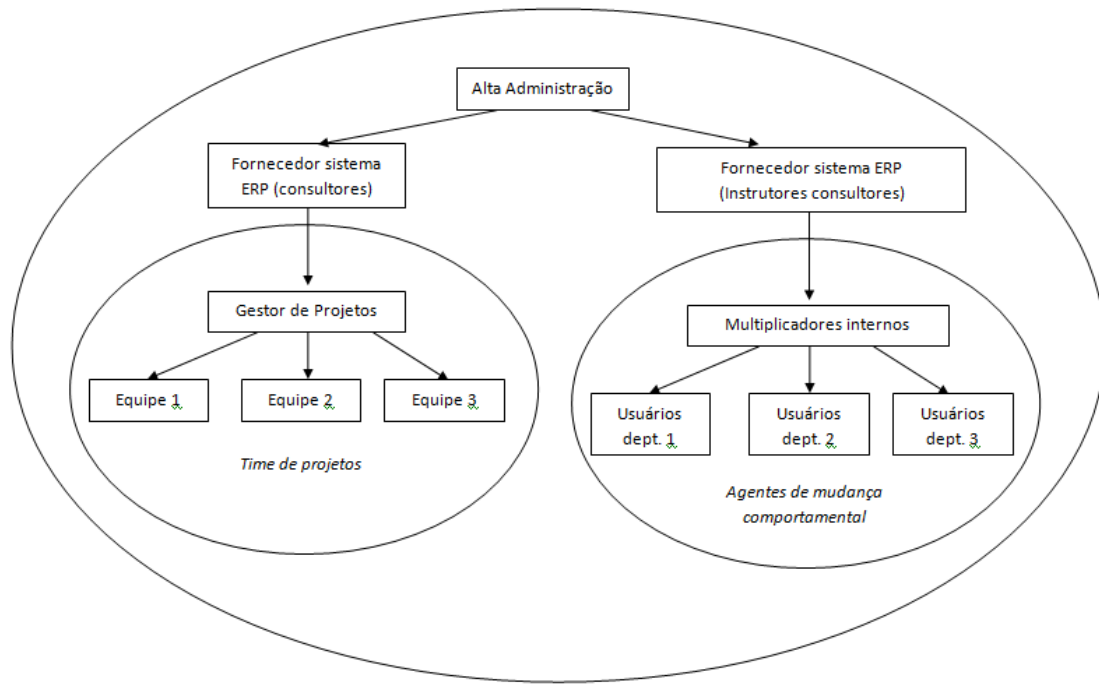 Alta Administração
Fornecedor sistema
ERP (consultores)
Fornecedor sistema ERP
(Instrutores consultores)
Gestor de Projetos
Multiplicadores internos
Equipe 1
Equipe 2
Equipe 3
Usuários
dept. 1
Usuários
dept. 2
Usuários
dept. 3
Time de projetos
Agentes de mudança
comportamental